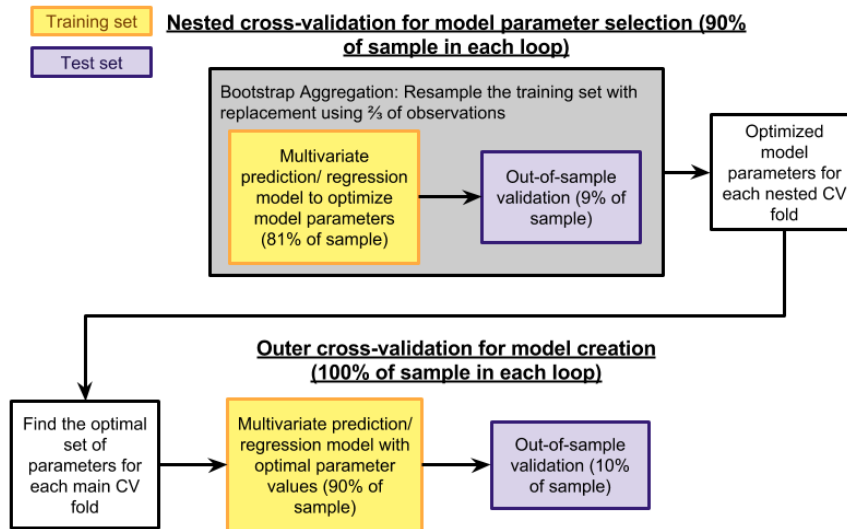 Training set
Test set
Nested cross-validation for model parameter selection (90%
of sample in each loop)
Bootstrap Aggregation: Resample the training set with
replacement using ⅔ of observations
Multivariate
prediction/ regression
model to optimize
model parameters
(81% of sample)
Out-of-sample
validation (9% of
sample)
Optimized
model
parameters for
each nested CV
fold
Outer cross-validation for model creation
(100% of sample in each loop)
Find the optimal
set of
parameters for
each main CV
fold
Multivariate prediction/
regression model with
optimal parameter
values (90% of
sample)
Out-of-sample
validation (10%
of sample)